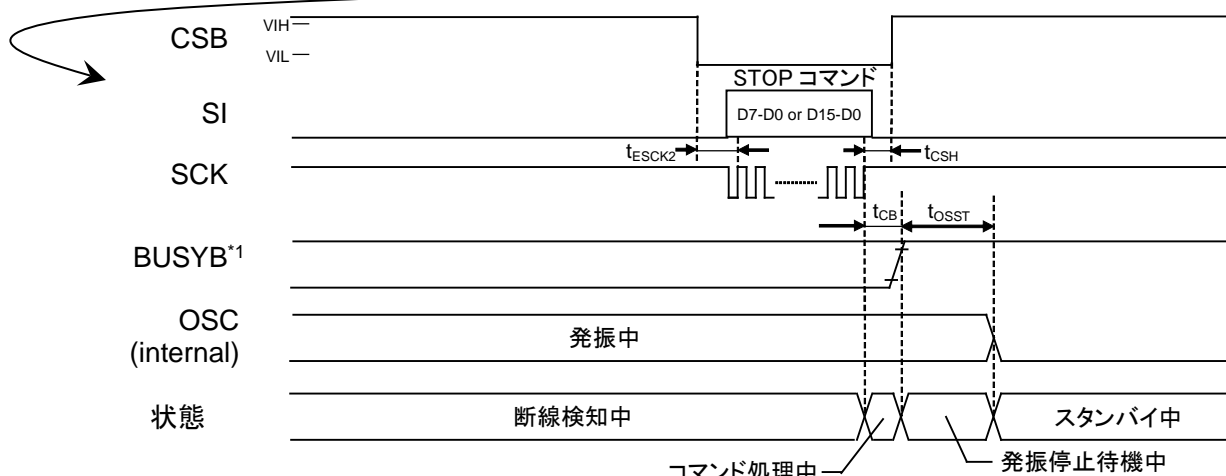 CSB
VIH
VIL
STOP コマンド
SI
D7-D0 or D15-D0
tESCK2
tCSH
SCK
tCB
tOSST
BUSYB*1
OSC
(internal)
発振中
状態
断線検知中
スタンバイ中
コマンド処理中
発振停止待機中